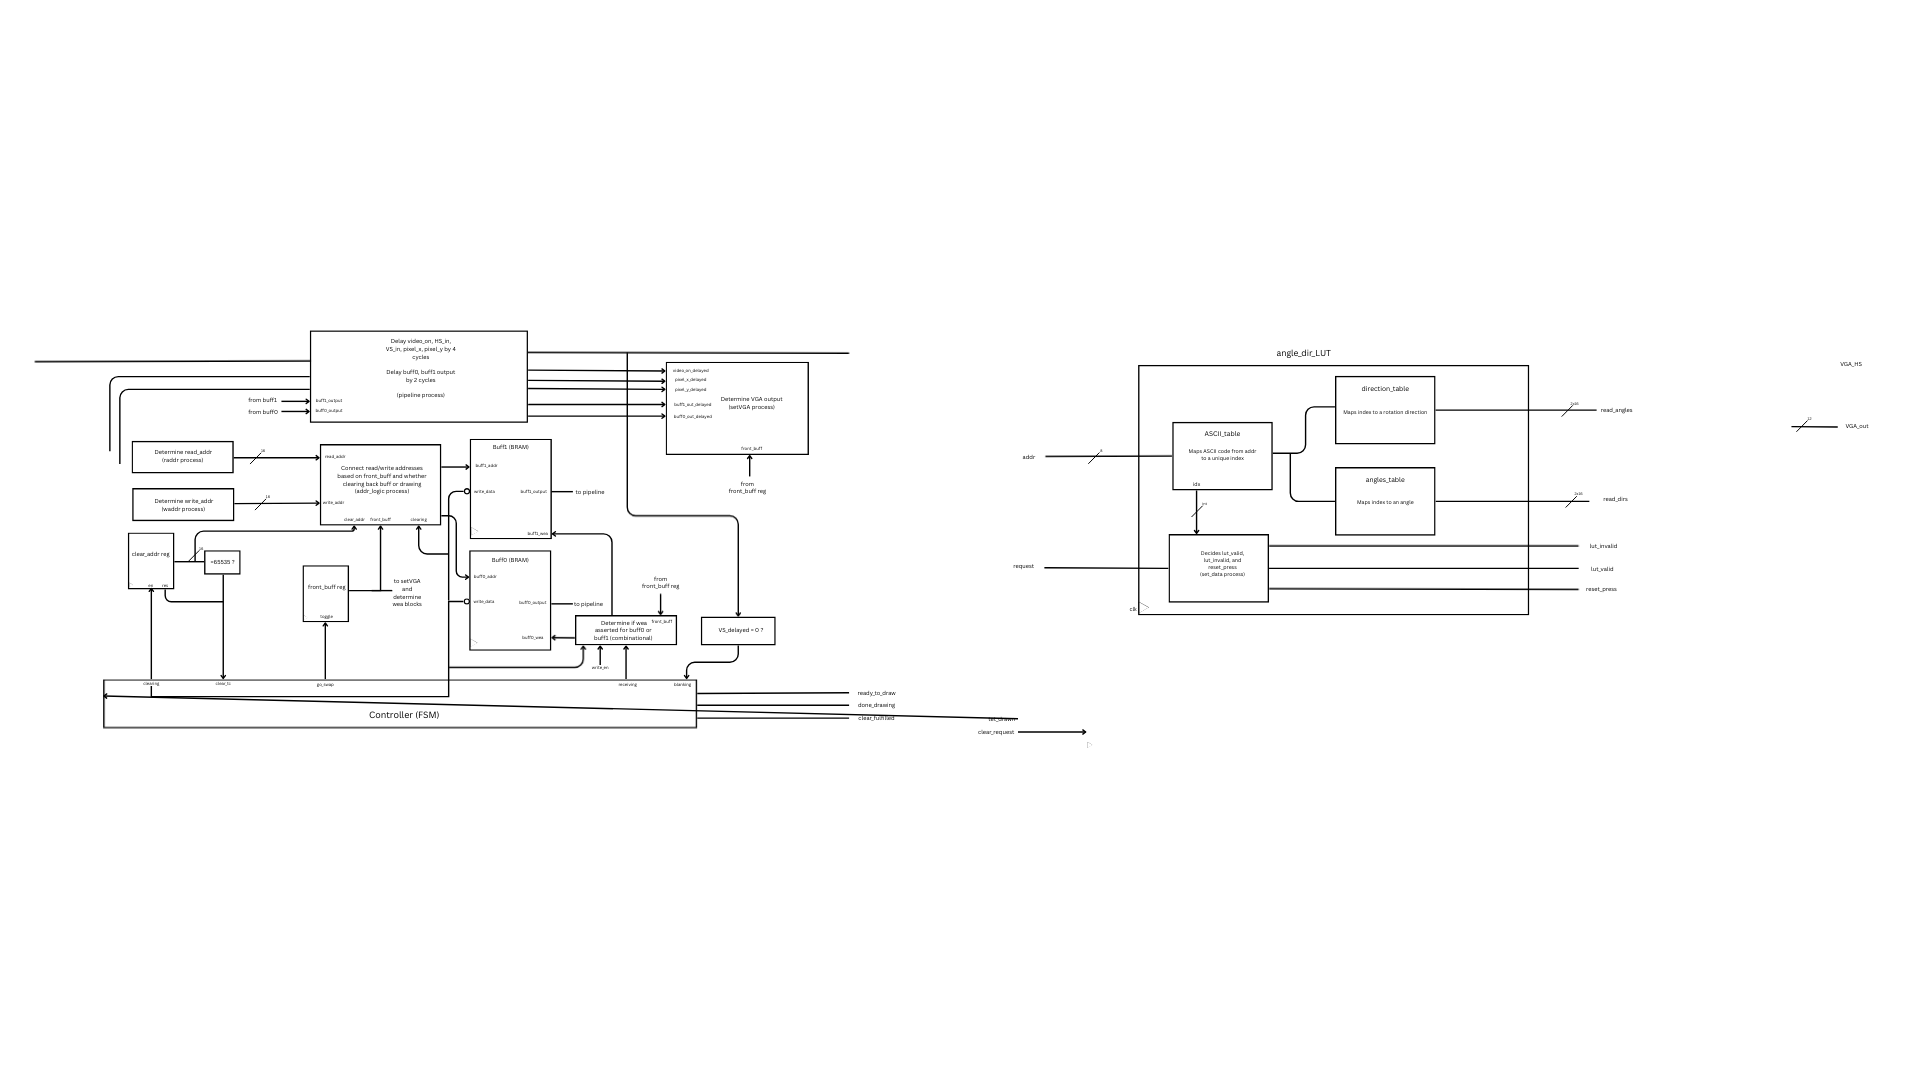 Delay video_on, HS_in,
VS_in, pixel_x, pixel_y by 4
cycles
Delay buff0, buff1 output
by 2 cycles
(pipeline process)
from buff1
from buff0
buff1_output
buff0_output
video_on_delayed
pixel_x_delayed
pixel_y_delayed
buff1_out_delayed
buff0_out_delayed
Determine VGA output
(setVGA process)
front_buff
from
front_buff reg
Determine read_addr
(raddr process)
16
Determine write_addr
(waddr process)
16
read_addr
Connect read/write addresses
based on front_buff and whether
clearing back buff or drawing
(addr_logic process)
write_addr
clear_addr
front_buff
clearing
Buff1 (BRAM)
buff1_addr
write_data
buff1_output
buff1_wea
to pipeline
clear_addr reg
en
res
16
=65535 ?
front_buff reg
toggle
to setVGA
and
determine
wea blocks
Buff0 (BRAM)
buff0_addr
write_data
buff0_output
buff0_wea
to pipeline
from
front_buff reg
Determine if wea
asserted for buff0 or
buff1 (combinational)
front_buff
write_en
VS_delayed = 0 ?
clearing
clear_tc
go_swap
receiving
blanking
Controller (FSM)
ready_to_draw
done_drawing
clear_fulfilled
clear_request
angle_dir_LUT
addr
8
request
clk
ASCII_table
Maps ASCII code from addr
to a unique index
idx
int
direction_table
Maps index to a rotation direction
angles_table
Maps index to an angle
Decides lut_valid,
lut_invalid, and
reset_press
(set_data process)
read_angles
read_dirs
lut_invalid
lut_valid
reset_press
VGA_HS
12
VGA_out